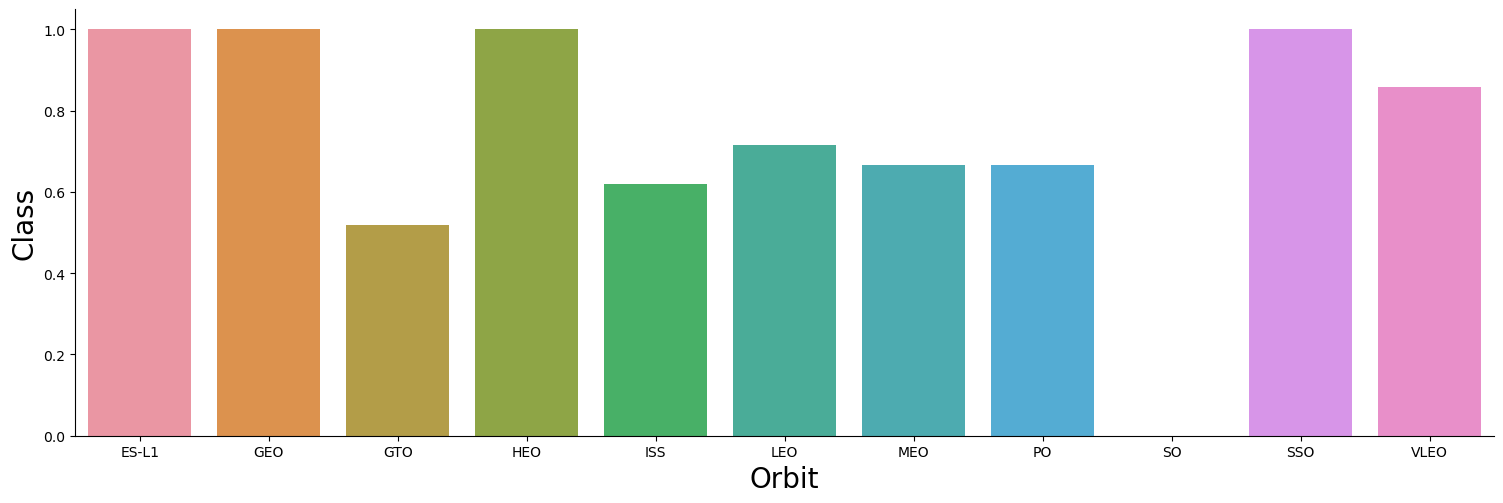 1.0
0.8
0.6
0.4
0.2
0.0
Class
ES-L1 GEO GTO HEO ISS LEO MEO PO SO SSO VLEO
Orbit